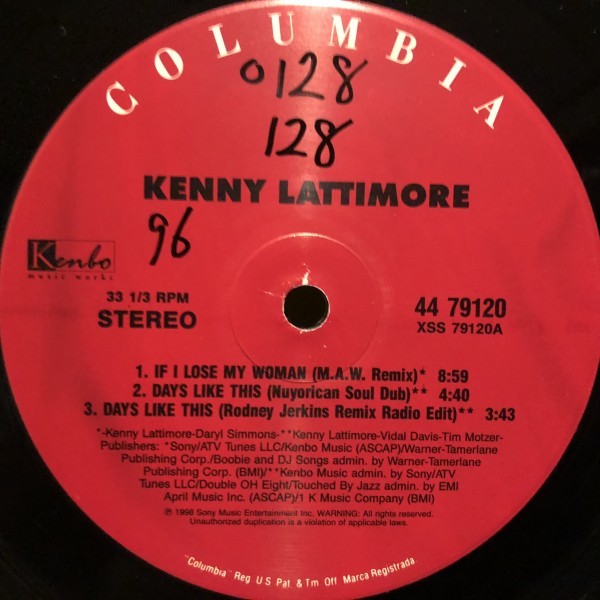 COLUMBIA
0128
128
KENNY LATTIMORE
96
Kenbo
music works
33 1/3 RPM
STEREO
44 79120
XSS 79120A
1. IF I LOSE MY WOMAN (M.A.W. Remix)* 8:59
2. DAYS LIKE THIS (Nuyorican Soul Dub)** 4:40
3. DAYS LIKE THIS (Rodney Jerkins Remix Radio Edit)** 3:43
*-Kenny Lattimore-Daryl Simmons-**Kenny Lattimore-Vidal Davis-Tim Motzer-
Publishers: *Sony/ATV Tunes LLC/Kenbo Music (ASCAP)/Warner-Tamerlane
Publishing Corp./Boobie and DJ Songs admin. by Warner-Tamerlane
Publishing Corp. (BMI)/**Kenbo Music admin. by Sony/ATV
Tunes LLC/Double OH Eight/Touched By Jazz admin. by EMI
April Music Inc. (ASCAP)/1 K Music Company (BMI)
℗ 1998 Sony Music Entertainment Inc. WARNING: All rights reserved.
Unauthorized duplication is a violation of applicable laws.
"Columbia" Reg. U.S. Pat. & Tm. Off. Marca Registrada